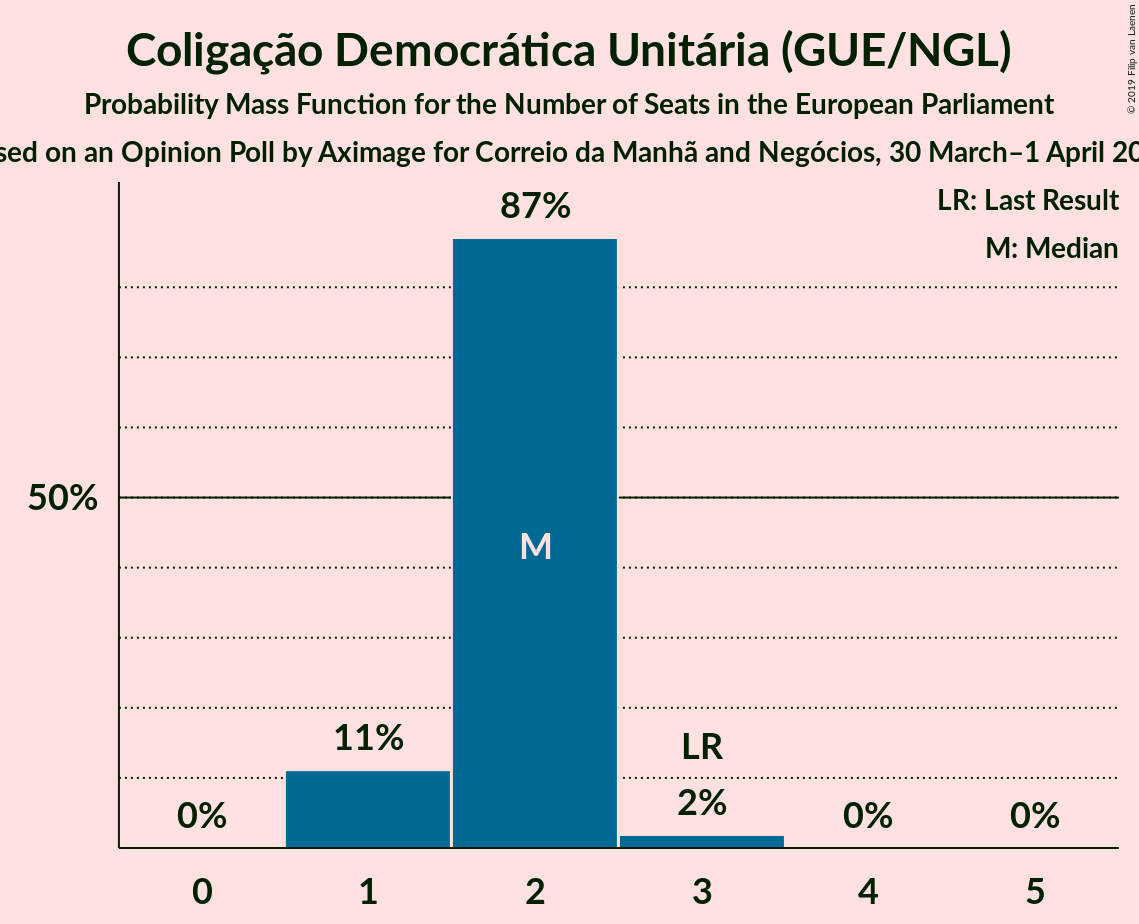 Coligação Democrática Unitária (GUE/NGL)
Probability Mass Function for the Number of Seats in the European Parliament
on an Opinion Poll by Aximage for Correio da Manhã and Negócios, 30 March–1 April
© 2019 Filip van Laenen
LR: Last Result
M: Median
87%
50%
M
11%
LR
0%
2%
0%
0%
0 1 2 3 4 5